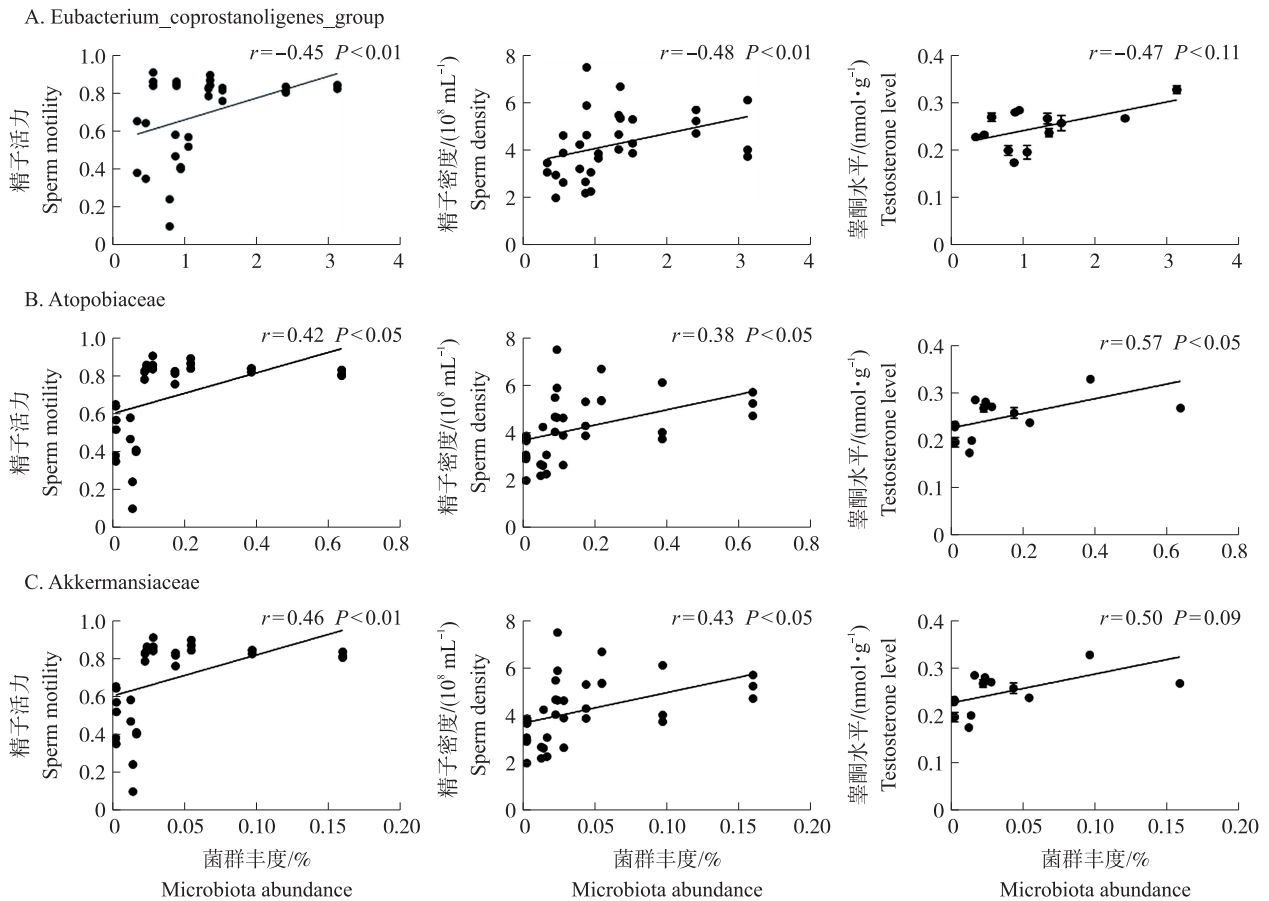 A. Eubacterium_coprostanoligenes_group
r=−0.45 P<0.01
1.0
0.8
0.6
0.4
0.2
0
0 1 2 3 4
精子活力
Sperm motility
r=−0.48 P<0.01
8
6
4
2
0
0 1 2 3 4
精子密度/(10⁸ mL⁻¹)
Sperm density
r=−0.47 P<0.11
0.4
0.3
0.2
0.1
0
0 1 2 3 4
睾酮水平/(nmol·g⁻¹)
Testosterone level
B. Atopobiaceae
r=0.42 P<0.05
1.0
0.8
0.6
0.4
0.2
0
0 0.2 0.4 0.6 0.8
精子活力
Sperm motility
r=0.38 P<0.05
8
6
4
2
0
0 0.2 0.4 0.6 0.8
精子密度/(10⁸ mL⁻¹)
Sperm density
r=0.57 P<0.05
0.4
0.3
0.2
0.1
0
0 0.2 0.4 0.6 0.8
睾酮水平/(nmol·g⁻¹)
Testosterone level
C. Akkermansiaceae
r=0.46 P<0.01
1.0
0.8
0.6
0.4
0.2
0
0 0.05 0.10 0.15 0.20
精子活力
Sperm motility
菌群丰度/%
Microbiota abundance
r=0.43 P<0.05
8
6
4
2
0
0 0.05 0.10 0.15 0.20
精子密度/(10⁸ mL⁻¹)
Sperm density
菌群丰度/%
Microbiota abundance
r=0.50 P=0.09
0.4
0.3
0.2
0.1
0
0 0.05 0.10 0.15 0.20
睾酮水平/(nmol·g⁻¹)
Testosterone level
菌群丰度/%
Microbiota abundance